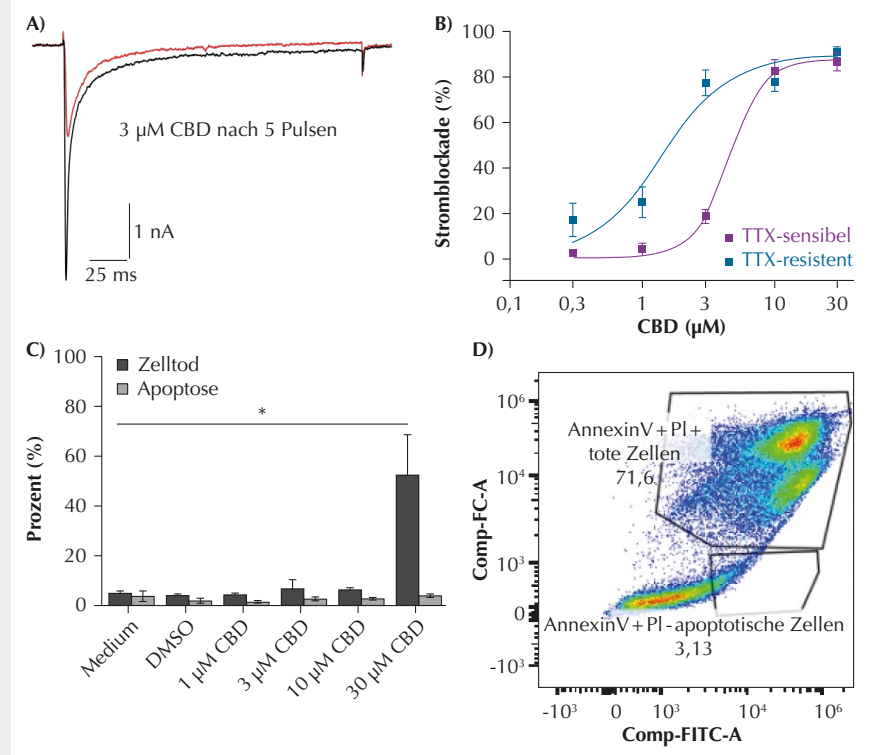 A)
3 µM CBD nach 5 Pulsen
1 nA
25 ms
B)
Stromblockade (%)
100
80
60
40
20
0
TTX-sensibel
TTX-resistent
0,1
0,3
1
3
10
30
CBD (µM)
C)
Prozent (%)
100
80
60
40
20
0
Zelltod
Apoptose
*
Medium
DMSO
1 µM CBD
3 µM CBD
10 µM CBD
30 µM CBD
D)
Comp-FC-A
10⁶
10⁴
10³
0
-10³
AnnexinV+Pl+
tote Zellen
71,6
AnnexinV+Pl-apoptotische Zellen
3,13
-10³
0
10³
10⁴
10⁶
Comp-FITC-A